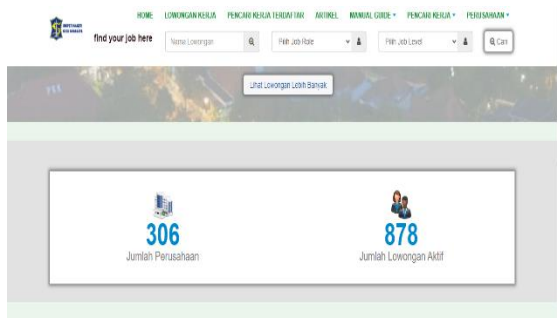 HOME LOWONGAN KERJA PENCARI KERJA TERDAFTAR ARTIKEL MANUAL GUIDE PENCARI KERJA PERUSAHAAN
find your job here Nama Lowongan Pilih Job Role Pilih Job Level Cari
Lihat Lowongan Lebih Banyak
306
Jumlah Perusahaan
878
Jumlah Lowongan Aktif